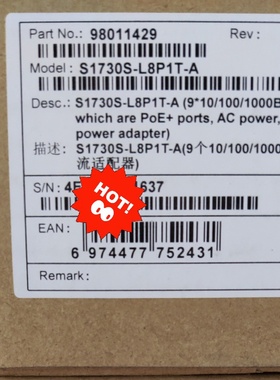 Part No.: 98011429 Rev :
Model : S1730S-L8P1T-A
Desc.: S1730S-L8P1T-A (9*10/100/1000B
which are PoE+ ports, AC power,
power adapter)
描述: S1730S-L8P1T-A(9个10/100/1000
流适配器)
S/N: 637
HOT!
EAN:
6 974477 752431
Remark: